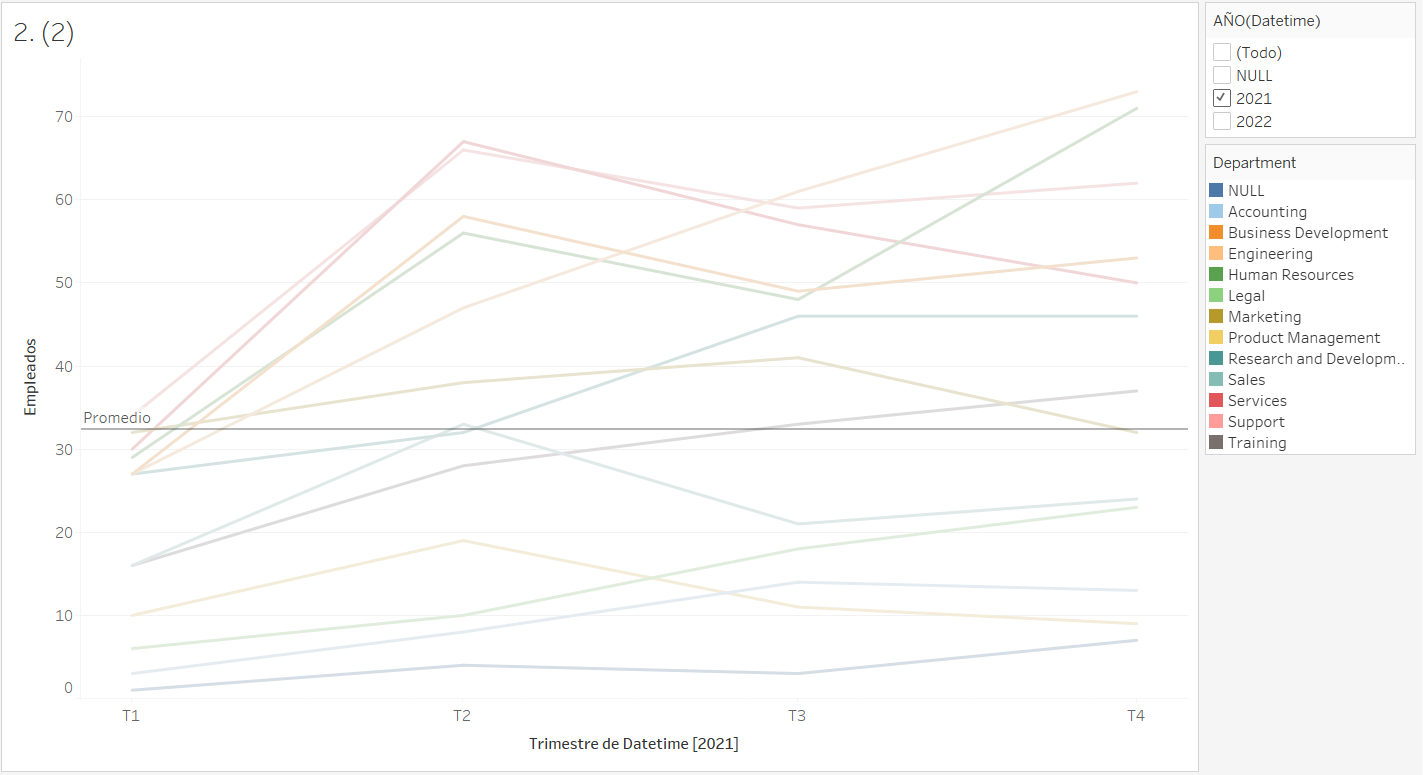 2. (2)
70
60
50
40
30
20
10
0
Empleados
Promedio
T1
T2
T3
T4
Trimestre de Datetime [2021]
AÑO(Datetime)
(Todo)
NULL
2021
2022
Department
NULL
Accounting
Business Development
Engineering
Human Resources
Legal
Marketing
Product Management
Research and Developm..
Sales
Services
Support
Training